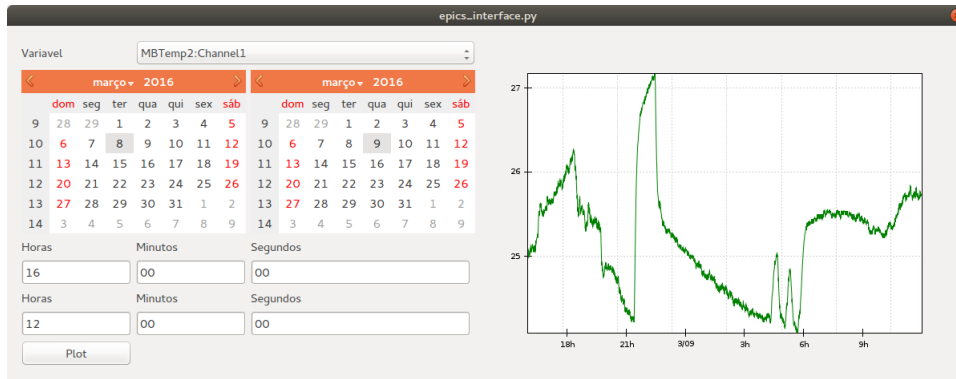 epics_interface.py
Variavel MBTemp2:Channel1
março 2016 março 2016
dom seg ter qua qui sex sáb dom seg ter qua qui sex sáb
9 28 29 1 2 3 4 5 9 28 29 1 2 3 4 5
10 6 7 8 9 10 11 12 10 6 7 8 9 10 11 12
11 13 14 15 16 17 18 19 11 13 14 15 16 17 18 19
12 20 21 22 23 24 25 26 12 20 21 22 23 24 25 26
13 27 28 29 30 31 1 2 13 27 28 29 30 31 1 2
14 3 4 5 6 7 8 9 14 3 4 5 6 7 8 9
Horas Minutos Segundos
16 00 00
Horas Minutos Segundos
12 00 00
Plot
27
26
25
18h 21h 3/09 3h 6h 9h